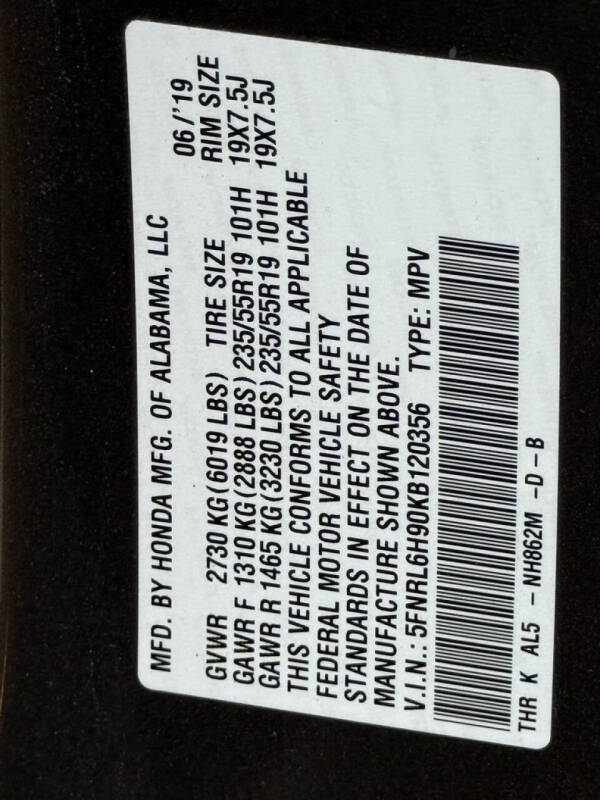 MFD. BY HONDA MFG. OF ALABAMA, LLC 06/'19
GVWR 2730 KG (6019 LBS) TIRE SIZE RIM SIZE
GAWR F 1310 KG (2888 LBS) 235/55R19 101H 19X7.5J
GAWR R 1465 KG (3230 LBS) 235/55R19 101H 19X7.5J
THIS VEHICLE CONFORMS TO ALL APPLICABLE
FEDERAL MOTOR VEHICLE SAFETY
STANDARDS IN EFFECT ON THE DATE OF
MANUFACTURE SHOWN ABOVE.
V.I.N.: 5FNRL6H90KB120356 TYPE: MPV
THR K AL5 - NH862M -D-B